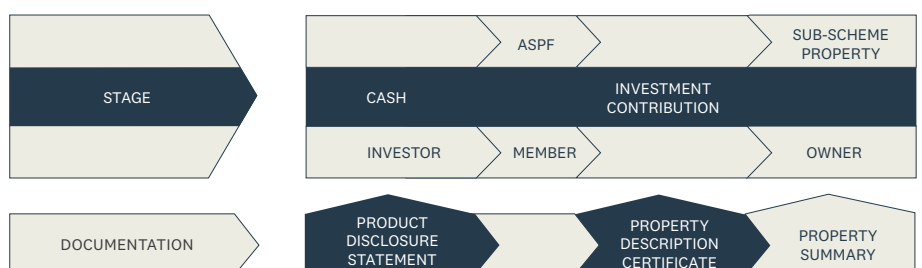 ASPF
SUB-SCHEME
PROPERTY
STAGE
CASH
INVESTMENT
CONTRIBUTION
INVESTOR
MEMBER
OWNER
DOCUMENTATION
PRODUCT
DISCLOSURE
STATEMENT
PROPERTY
DESCRIPTION
CERTIFICATE
PROPERTY
SUMMARY